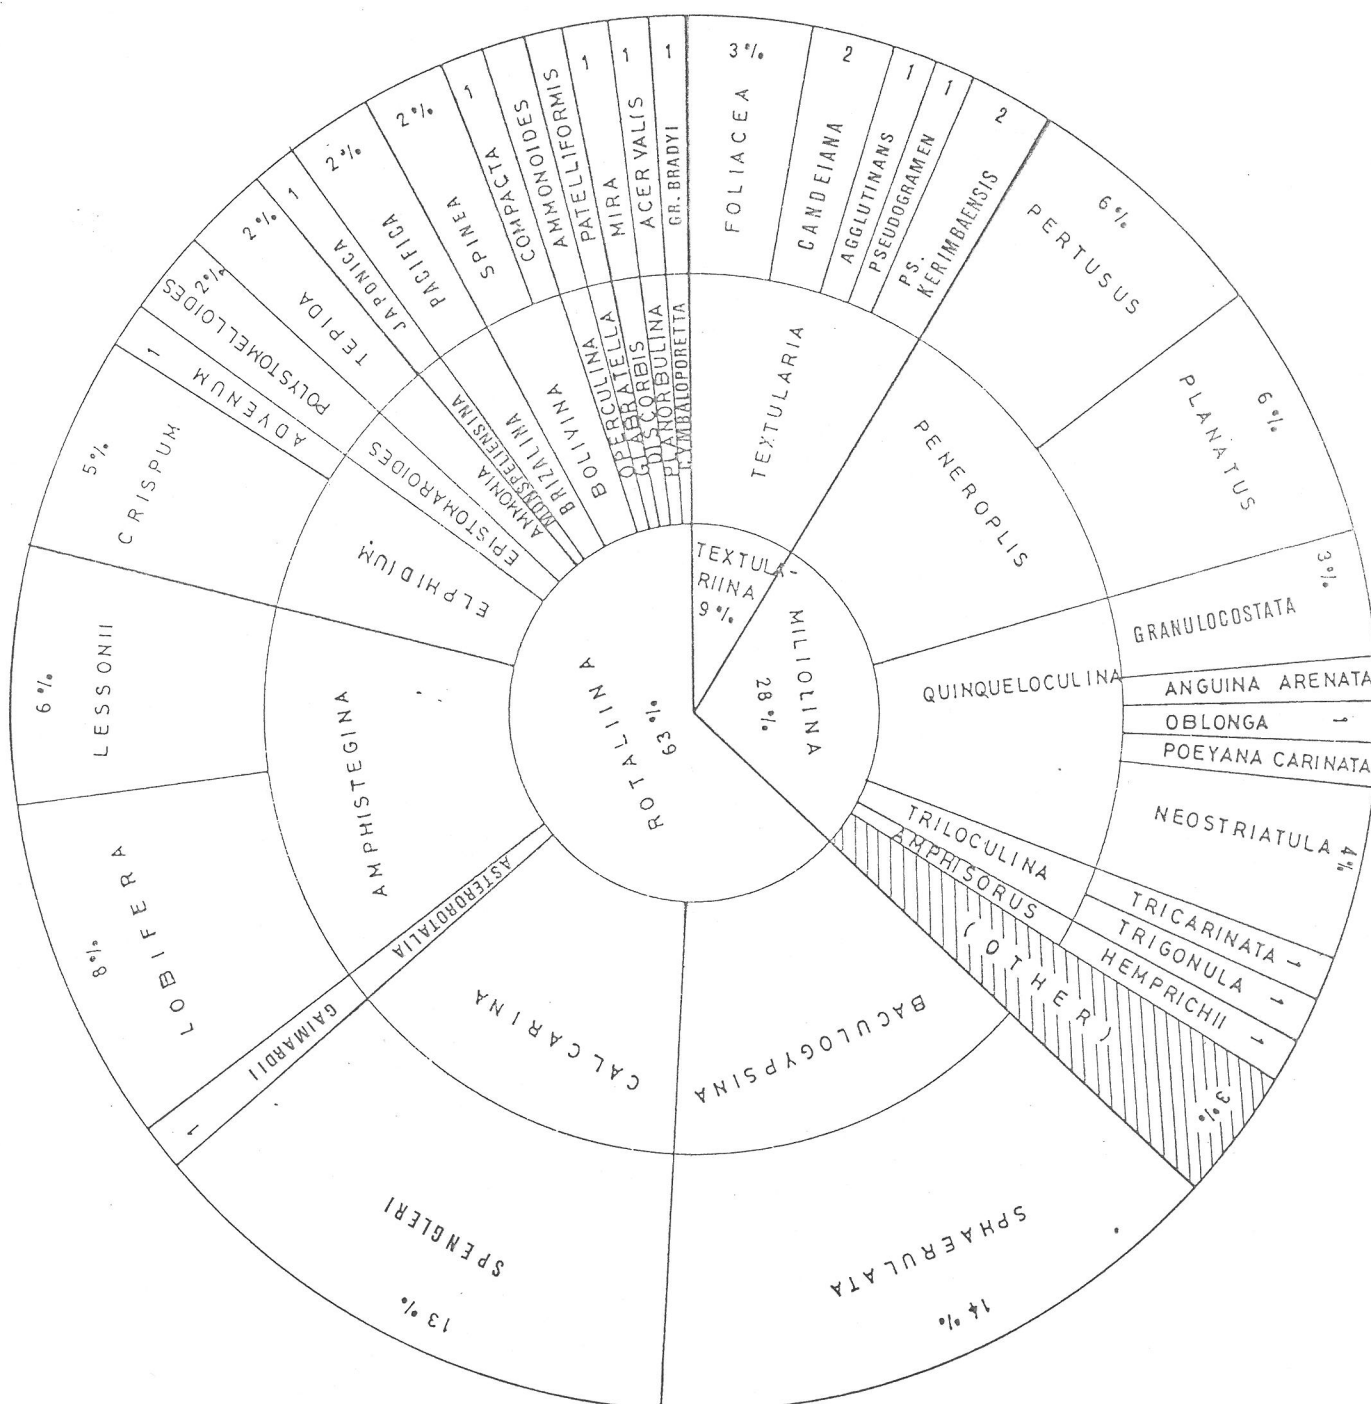 TEXTULA-
RIINA
9 %
MILIOLINA
28 %
ROTALIINA
63 %
TEXTULARIA
PENEROPLIS
QUINQUELOCULINA
TRILOCULINA
AMPHISORUS
(OTHER)
3 %
BACULOGYPSINA
CALCARINA
ASTEROROTALIA
AMPHISTEGINA
ELPHIDIUM
EPISTOMAROIDES
AMMONIA
MONSPELIENSINA
BRIZALINA
BOLIVINA
OPERCULINA
GLABRATELLA
DISCORBIS
PLANORBULINA
CYMBALOPORETTA
FOLIACEA
3 %
CANDEIANA
2
AGGLUTINANS
1
PSEUDOGRAMEN
1
PS.
KERIMBAENSIS
2
PERTUSUS
6 %
PLANATUS
6 %
GRANULOCOSTATA
3 %
ANGUINA ARENATA
OBLONGA
1
POEYANA CARINATA
NEOSTRIATULA
4 %
TRICARINATA
1
TRIGONULA
1
HEMPRICHII
1
SPHAERULATA
14 %
SPENGLERI
13 %
GAIMARDII
1
LOBIFERA
8 %
LESSONII
6 %
CRISPUM
5 %
ADVENUM
1
POLYSTOMELLOIDES
2 %
TEPIDA
2 %
JAPONICA
1
PACIFICA
2 %
SPINEA
2 %
COMPACTA
1
AMMONOIDES
PATELLIFORMIS
1
MIRA
1
ACERVALIS
GR. BRADYI
1